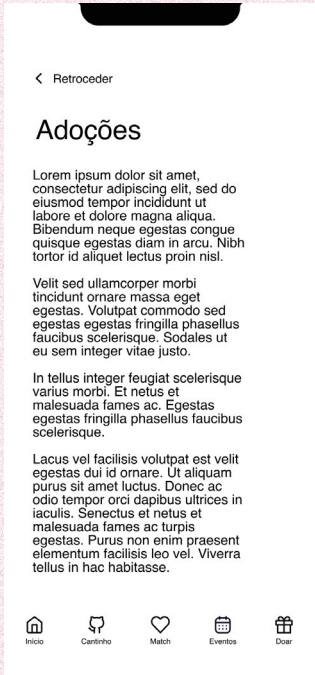 Retroceder
Adoções
Lorem ipsum dolor sit amet,
consectetur adipiscing elit, sed do
eiusmod tempor incididunt ut
labore et dolore magna aliqua.
Bibendum neque egestas congue
quisque egestas diam in arcu. Nibh
tortor id aliquet lectus proin nisl.
Velit sed ullamcorper morbi
tincidunt ornare massa eget
egestas. Volutpat commodo sed
egestas egestas fringilla phasellus
faucibus scelerisque. Sodales ut
eu sem integer vitae justo.
In tellus integer feugiat scelerisque
varius morbi. Et netus et
malesuada fames ac. Egestas
egestas fringilla phasellus faucibus
scelerisque.
Lacus vel facilisis volutpat est velit
egestas dui id ornare. Ut aliquam
purus sit amet luctus. Donec ac
odio tempor orci dapibus ultrices in
iaculis. Senectus et netus et
malesuada fames ac turpis
egestas. Purus non enim praesent
elementum facilisis leo vel. Viverra
tellus in hac habitasse.
Início Cantinho Match Eventos Doar